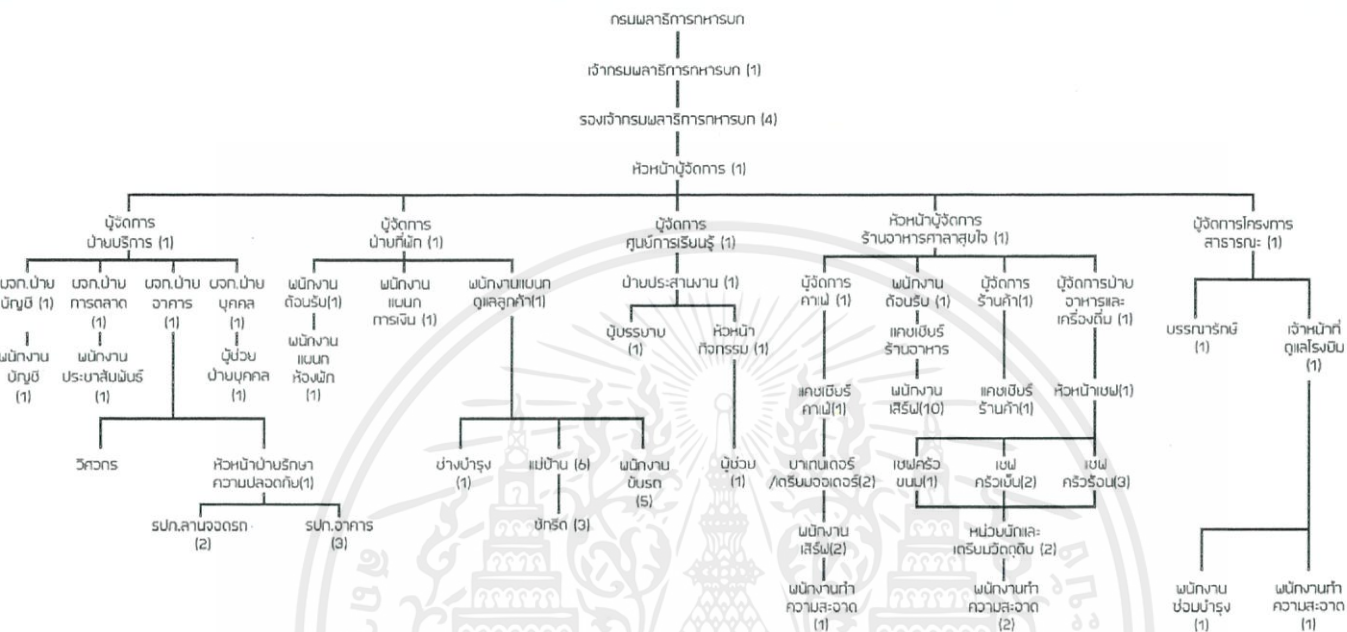 กรมพลาธิการทหารบก
เจ้ากรมพลาธิการทหารบก (1)
รองเจ้ากรมพลาธิการทหารบก (4)
หัวหน้าผู้จัดการ (1)
ผู้จัดการ
ฝ่ายบริการ (1)
ผู้จัดการ
ฝ่ายที่พัก (1)
ผู้จัดการ
ศูนย์การเรียนรู้ (1)
หัวหน้าผู้จัดการ
ร้านอาหารศาลาสุขใจ (1)
ผู้จัดการโครงการ
สาธารณะ (1)
ผจก.ฝ่าย
บัญชี (1)
พนักงาน
บัญชี
(1)
ผจก.ฝ่าย
การตลาด
(1)
พนักงาน
ประชาสัมพันธ์
(1)
ผจก.ฝ่าย
อาคาร
(1)
ผจก.ฝ่าย
บุคคล
(1)
ผู้ช่วย
ฝ่ายบุคคล
(1)
วิศวกร
หัวหน้าฝ่ายรักษา
ความปลอดภัย(1)
รปภ.ลานจอดรถ
(2)
รปภ.อาคาร
(3)
พนักงาน
ต้อนรับ(1)
พนักงาน
แผนก
ห้องพัก
(1)
พนักงาน
แผนก
การเงิน (1)
พนักงานแผนก
ดูแลลูกค้า(1)
ช่างบำรุง
(1)
แม่บ้าน (6)
ซักรีด (3)
พนักงาน
ขับรถ
(5)
ฝ่ายประสานงาน (1)
ผู้บรรยาย
(1)
หัวหน้า
กิจกรรม (1)
ผู้ช่วย
(1)
ผู้จัดการ
คาเฟ่ (1)
แคชเชียร์
คาเฟ่(1)
บาเทนเดอร์
/เตรียมออเดอร์(2)
พนักงาน
เสิร์ฟ(2)
พนักงานทำ
ความสะอาด
(1)
พนักงาน
ต้อนรับ (1)
แคชเชียร์
ร้านอาหาร
พนักงาน
เสิร์ฟ(10)
ผู้จัดการ
ร้านค้า(1)
แคชเชียร์
ร้านค้า(1)
ผู้จัดการฝ่าย
อาหารและ
เครื่องดื่ม (1)
หัวหน้าเชฟ(1)
เชฟครัว
ขนม(1)
เชฟ
ครัวเย็น(2)
เชฟ
ครัวร้อน(3)
หน่วยผักและ
เตรียมวัตถุดิบ (2)
พนักงานทำ
ความสะอาด
(2)
บรรณารักษ์
(1)
เจ้าหน้าที่
ดูแลโรงยิม
(1)
พนักงาน
ซ่อมบำรุง
(1)
พนักงานทำ
ความสะอาด
(1)